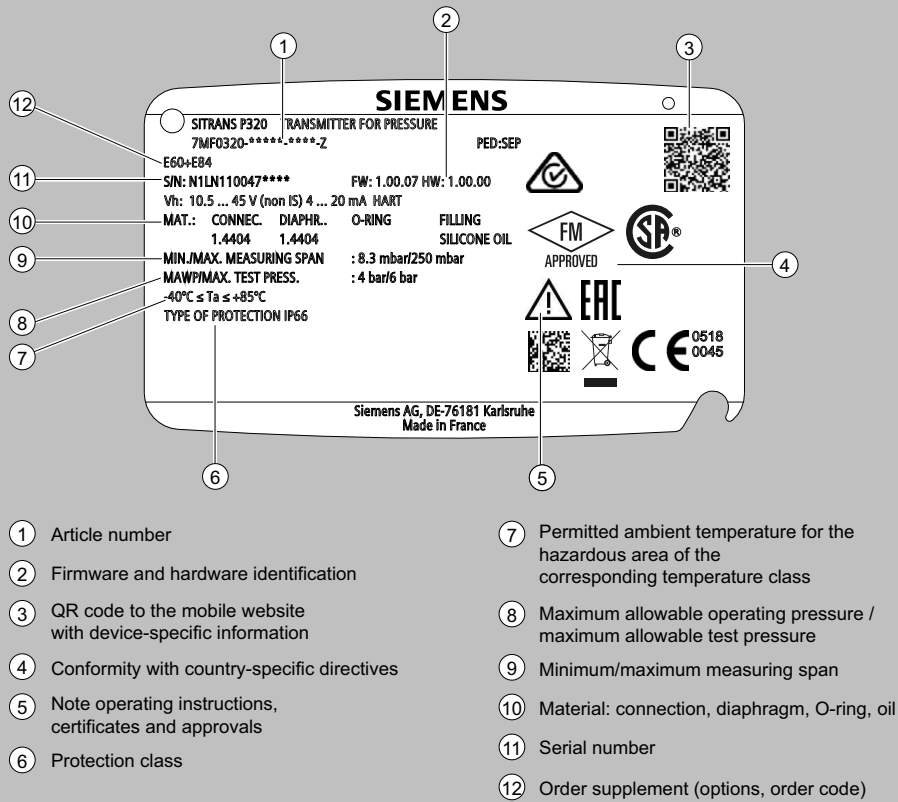 2
1
3
12
SIEMENS
SITRANS P320 TRANSMITTER FOR PRESSURE
7MF0320-*****-****-Z PED:SEP
E60+E84
11
S/N: N1LN110047**** FW: 1.00.07 HW: 1.00.00
Vh: 10.5 ... 45 V (non IS) 4 ... 20 mA HART
10
MAT.: CONNEC. DIAPHR.. O-RING FILLING
1.4404 1.4404 SILICONE OIL
FM
APPROVED
SA ®
9
MIN./MAX. MEASURING SPAN : 8.3 mbar/250 mbar
4
8
MAWP/MAX. TEST PRESS. : 4 bar/6 bar
7
-40°C ≤ Ta ≤ +85°C
TYPE OF PROTECTION IP66
EAC
CE 0518
0045
Siemens AG, DE-76181 Karlsruhe
Made in France
6
5
1 Article number
2 Firmware and hardware identification
3 QR code to the mobile website
with device-specific information
4 Conformity with country-specific directives
5 Note operating instructions,
certificates and approvals
6 Protection class
7 Permitted ambient temperature for the
hazardous area of the
corresponding temperature class
8 Maximum allowable operating pressure /
maximum allowable test pressure
9 Minimum/maximum measuring span
10 Material: connection, diaphragm, O-ring, oil
11 Serial number
12 Order supplement (options, order code)